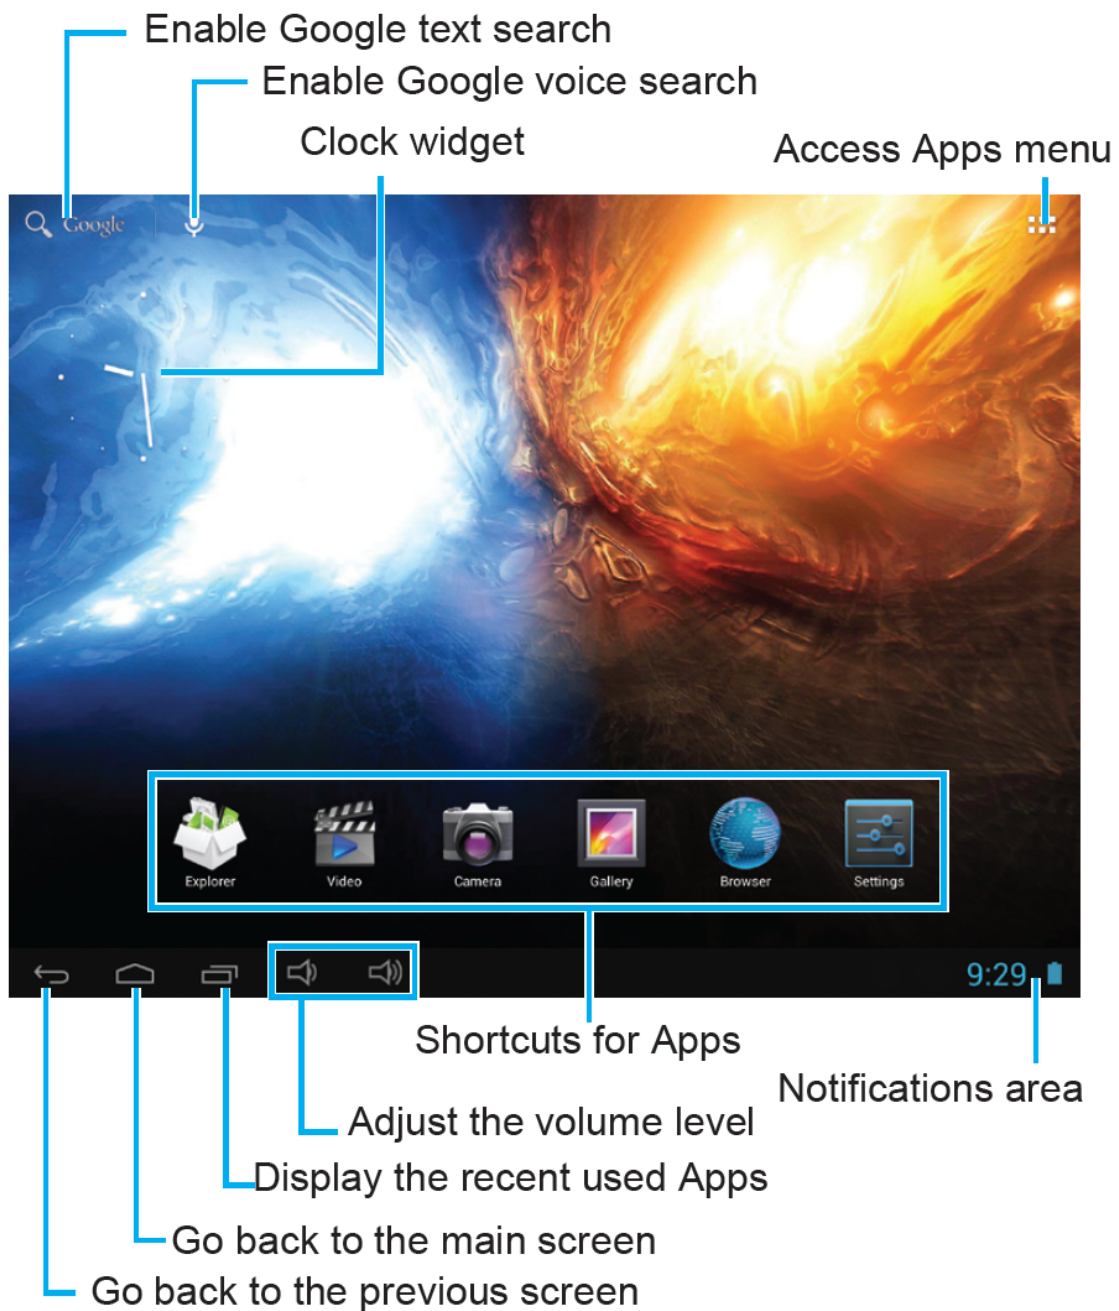 Enable Google text search
Enable Google voice search
Clock widget
Access Apps menu
Google
Explorer
Video
Camera
Gallery
Browser
Settings
9:29
Shortcuts for Apps
Notifications area
Adjust the volume level
Display the recent used Apps
Go back to the main screen
Go back to the previous screen